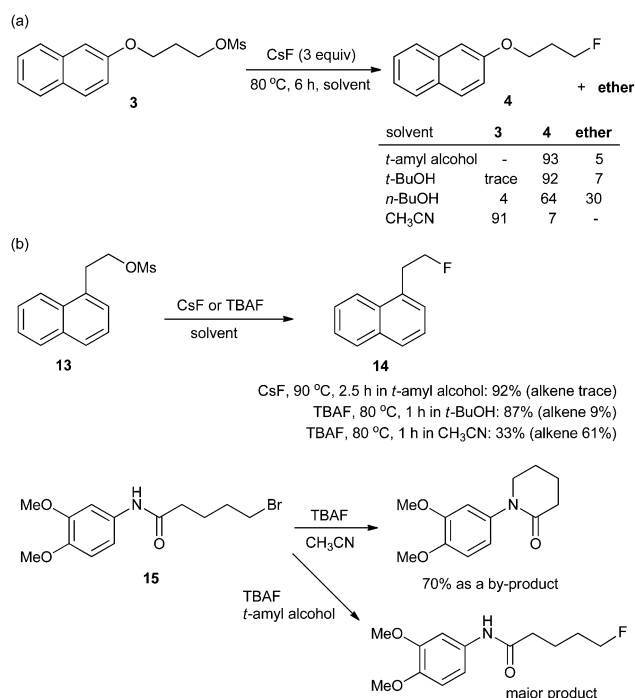 (a)
O
OMs
CsF (3 equiv)
80 °C, 6 h, solvent
O
F
3
4
+ ether
solvent 3 4 ether
t-amyl alcohol - 93 5
t-BuOH trace 92 7
n-BuOH 4 64 30
CH3CN 91 7 -
(b)
OMs
CsF or TBAF
solvent
F
13
14
CsF, 90 °C, 2.5 h in t-amyl alcohol: 92% (alkene trace)
TBAF, 80 °C, 1 h in t-BuOH: 87% (alkene 9%)
TBAF, 80 °C, 1 h in CH3CN: 33% (alkene 61%)
MeO
MeO
H
N
O
Br
15
TBAF
CH3CN
MeO
MeO
N
O
70% as a by-product
TBAF
t-amyl alcohol
MeO
MeO
H
N
O
F
major product